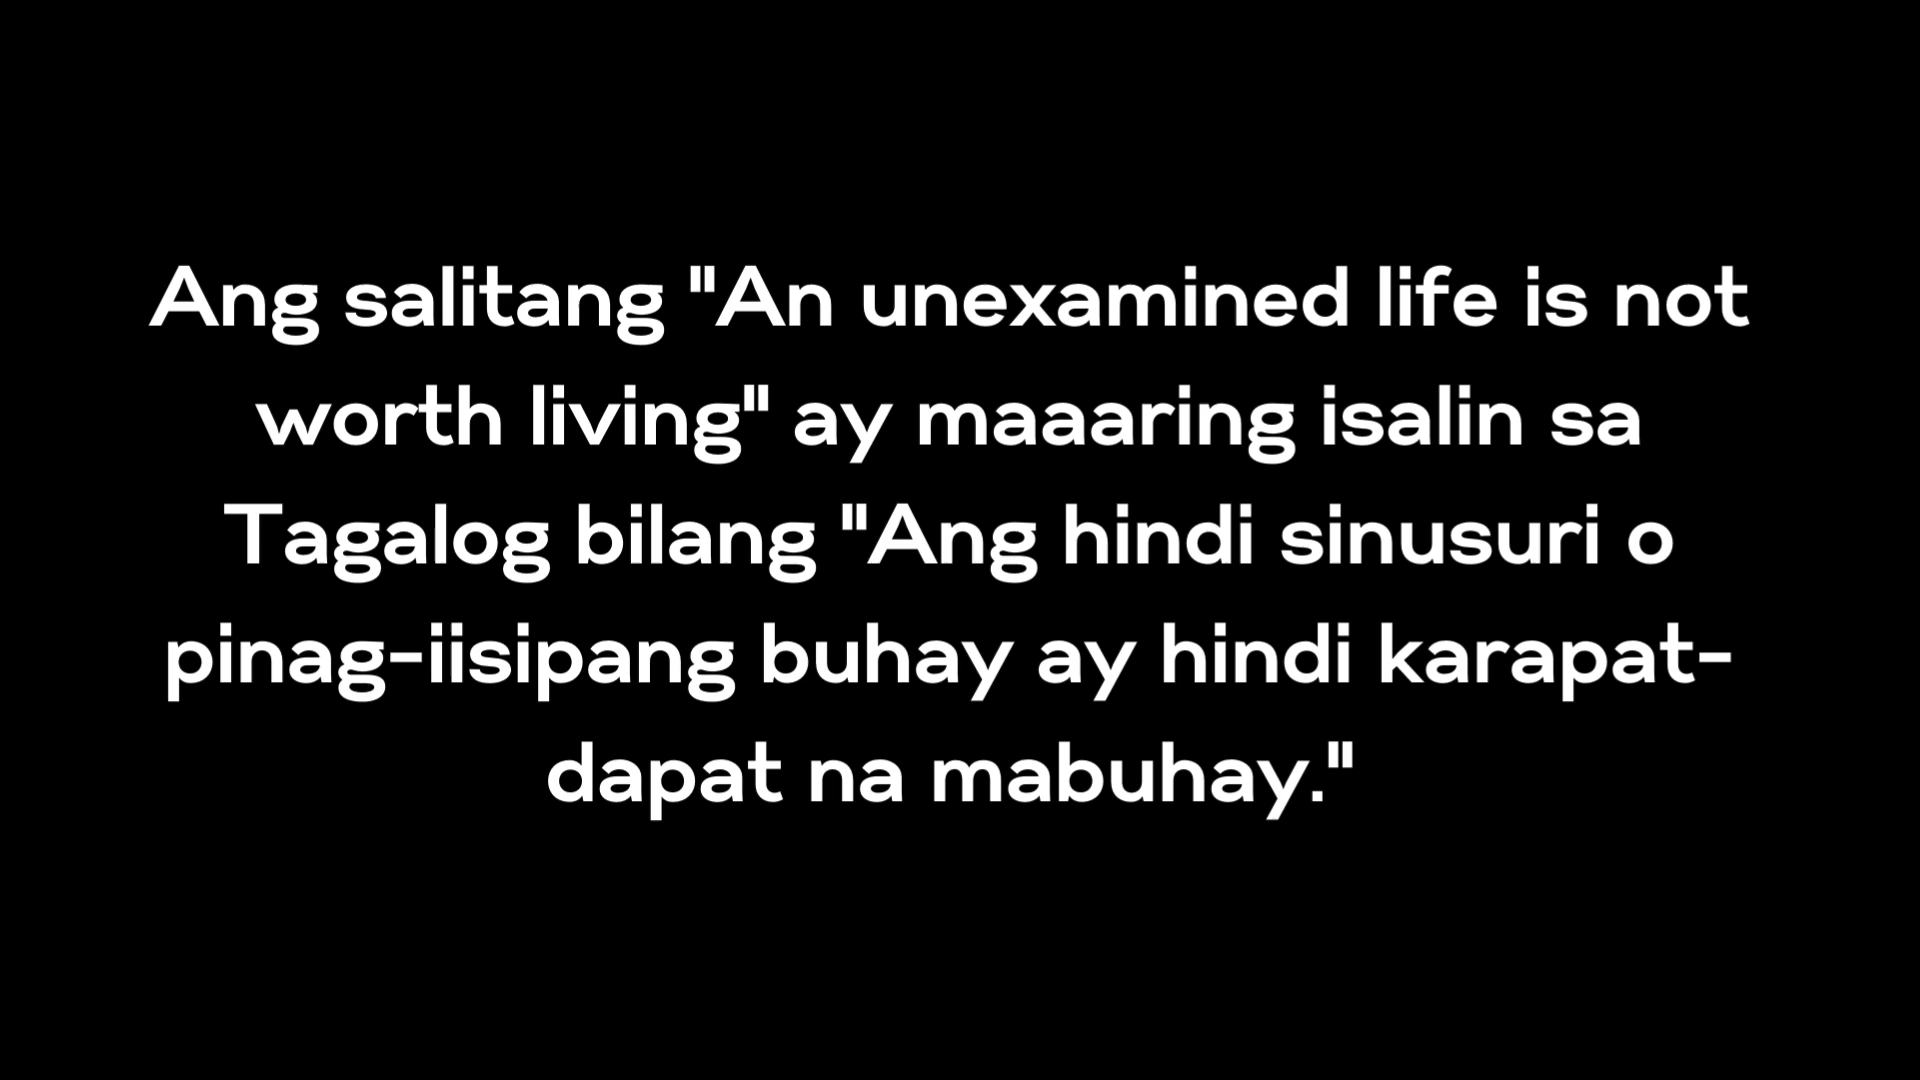 Ang salitang "An unexamined life is not
worth living" ay maaaring isalin sa
Tagalog bilang "Ang hindi sinusuri o
pinag-iisipang buhay ay hindi karapat-
dapat na mabuhay."